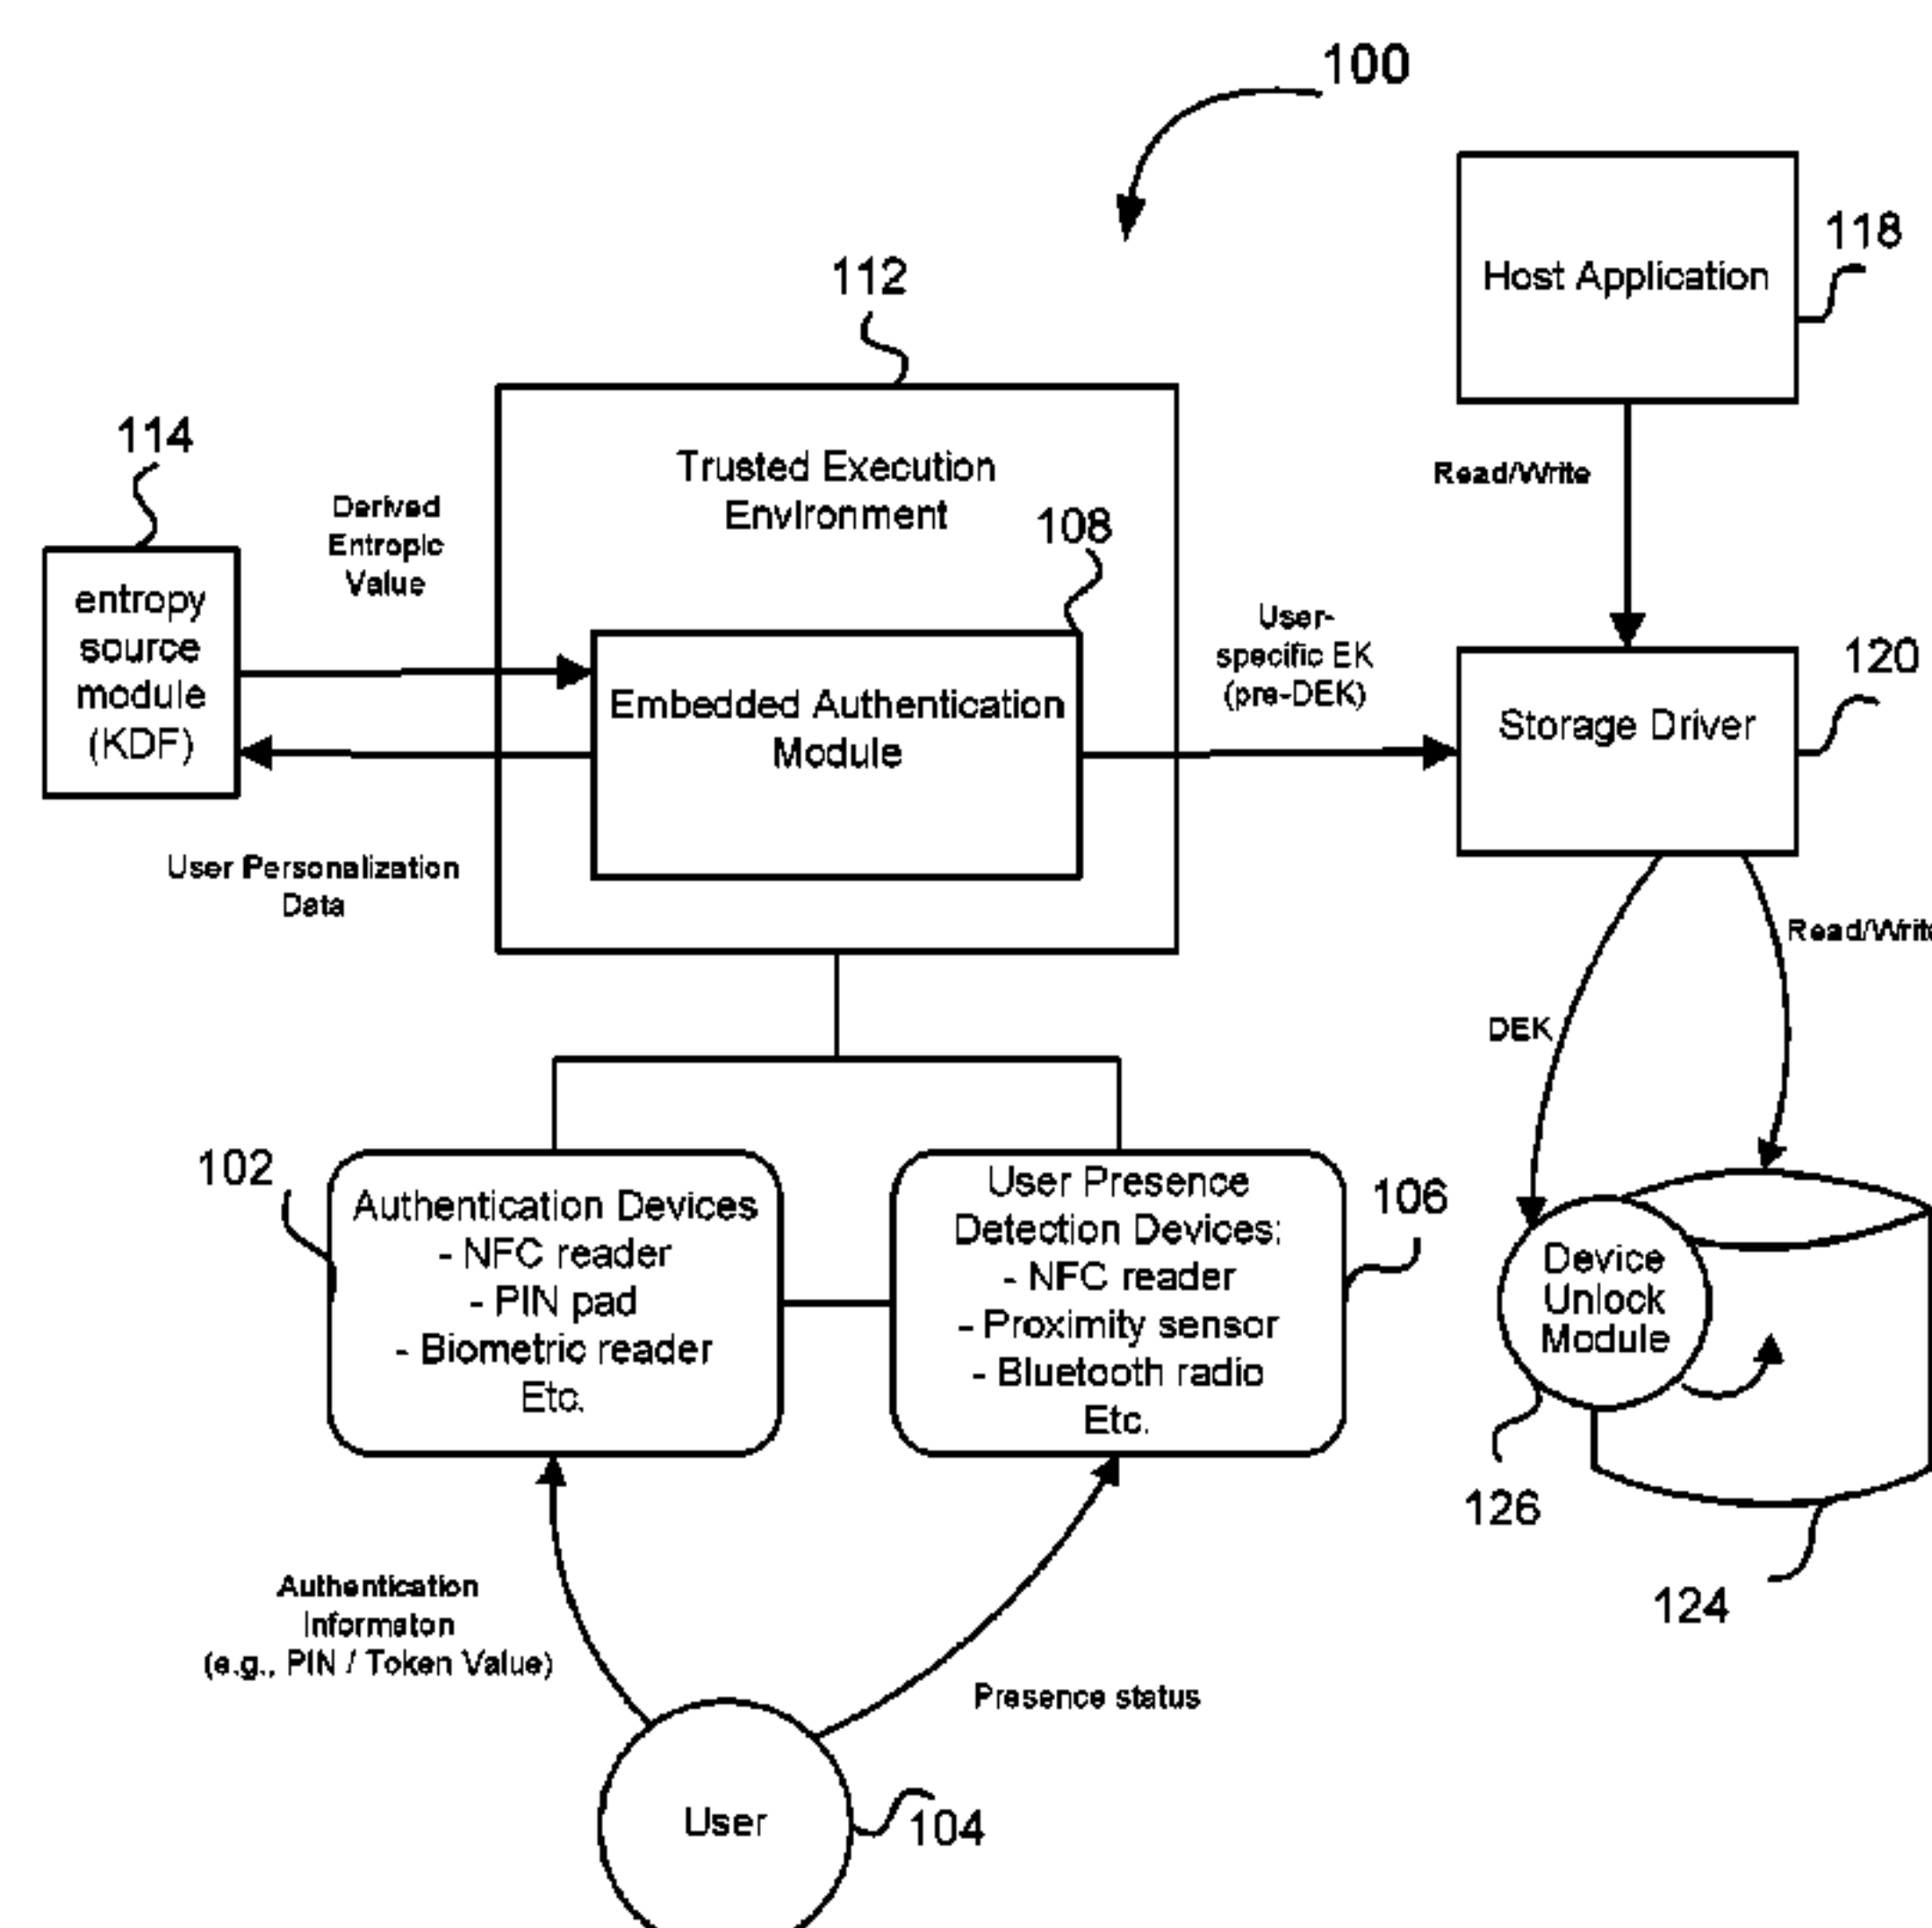 100
118
Host Application
112
114
Trusted Execution
Environment
Derived
Entropic
Value
108
Read/Write
entropy
source
module
(KDF)
User-
specific EK
(pre-DEK)
Embedded Authentication
Module
120
Storage Driver
User Personalization
Data
Read/Write
DEK
102
Authentication Devices
- NFC reader
- PIN pad
- Biometric reader
Etc.
User Presence
Detection Devices:
- NFC reader
- Proximity sensor
- Bluetooth radio
Etc.
106
Device
Unlock
Module
126
124
Authentication
Informaton
(e.g., PIN / Token Value)
Presence status
User
104